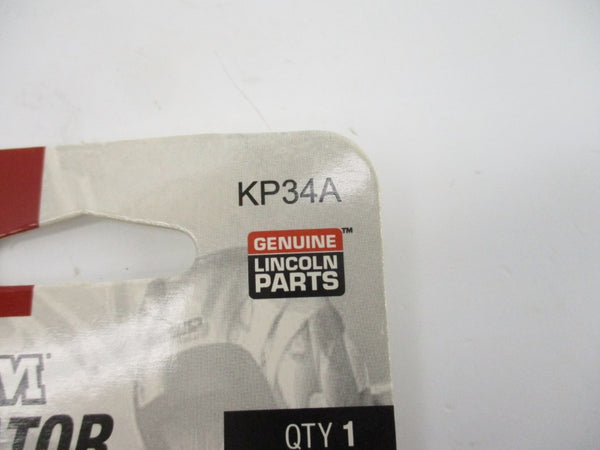 KP34A
GENUINE™
LINCOLN
PARTS
QTY 1